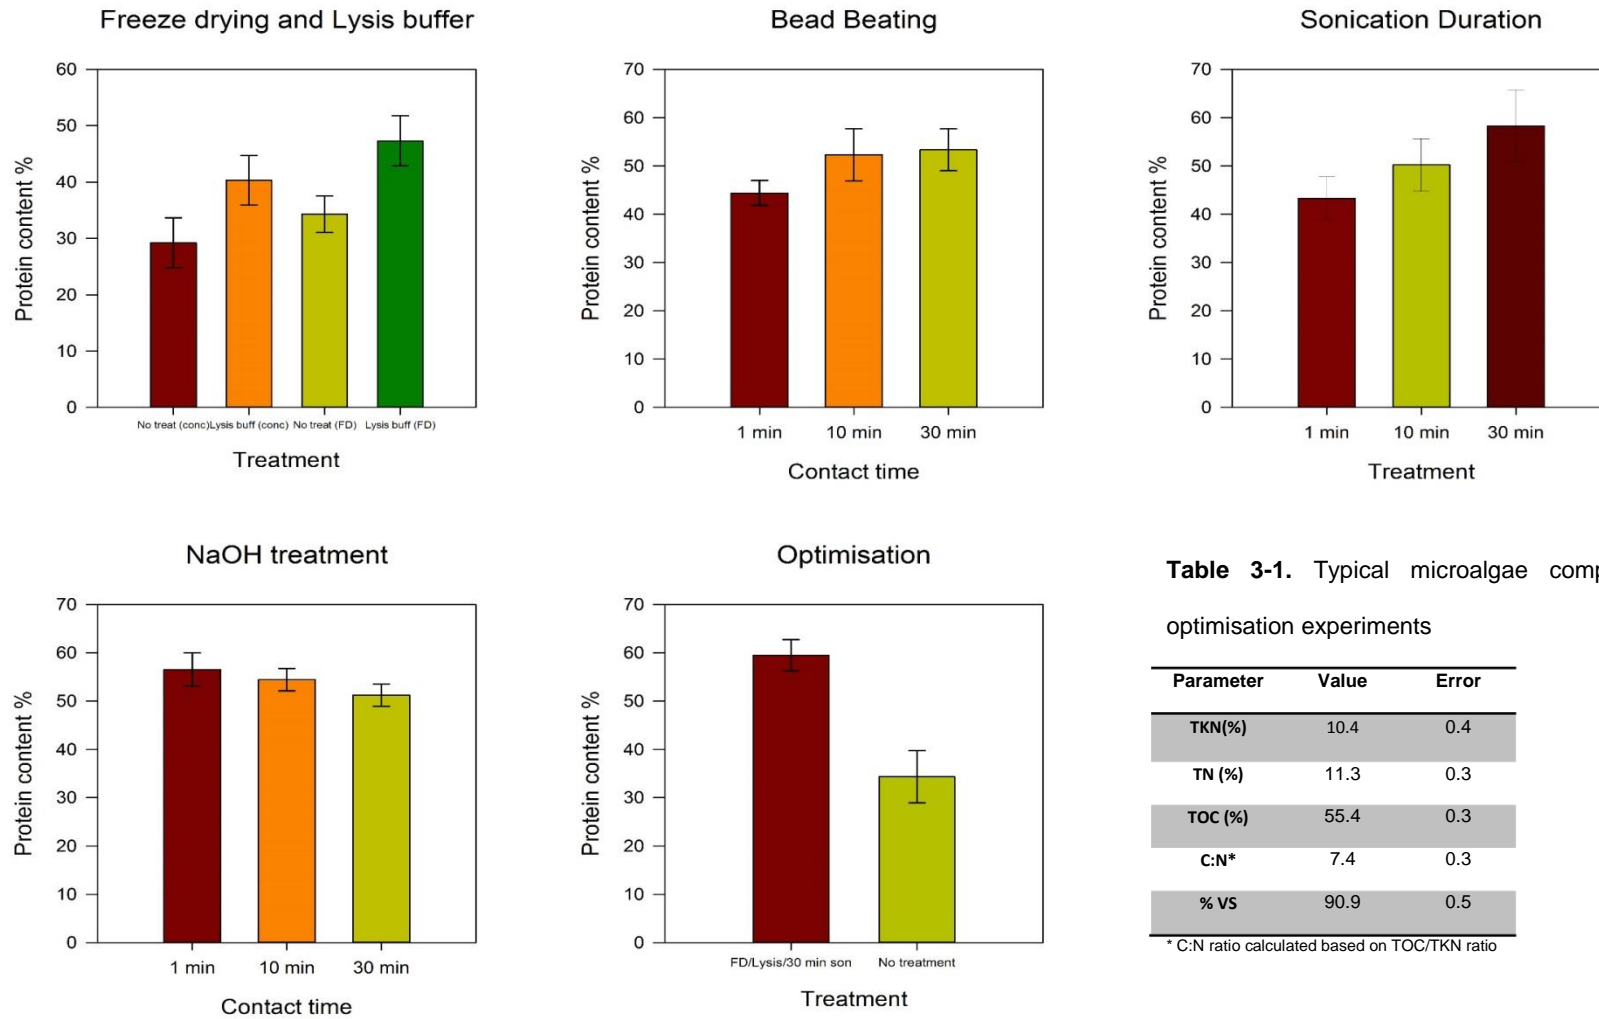 Freeze drying and Lysis buffer
60
50
40
30
20
10
0
Protein content %
No treat (conc) Lysis buff (conc) No treat (FD) Lysis buff (FD)
Treatment
Bead Beating
70
60
50
40
30
20
10
0
Protein content %
1 min 10 min 30 min
Contact time
Sonication Duration
70
60
50
40
30
20
10
0
Protein content %
1 min 10 min 30 min
Treatment
NaOH treatment
70
60
50
40
30
20
10
0
Protein content %
1 min 10 min 30 min
Contact time
Optimisation
70
60
50
40
30
20
10
0
Protein content %
FD/Lysis/30 min son No treatment
Treatment
Table 3-1. Typical microalgae comp
optimisation experiments
Parameter Value Error
TKN(%) 10.4 0.4
TN (%) 11.3 0.3
TOC (%) 55.4 0.3
C:N* 7.4 0.3
% VS 90.9 0.5
* C:N ratio calculated based on TOC/TKN ratio